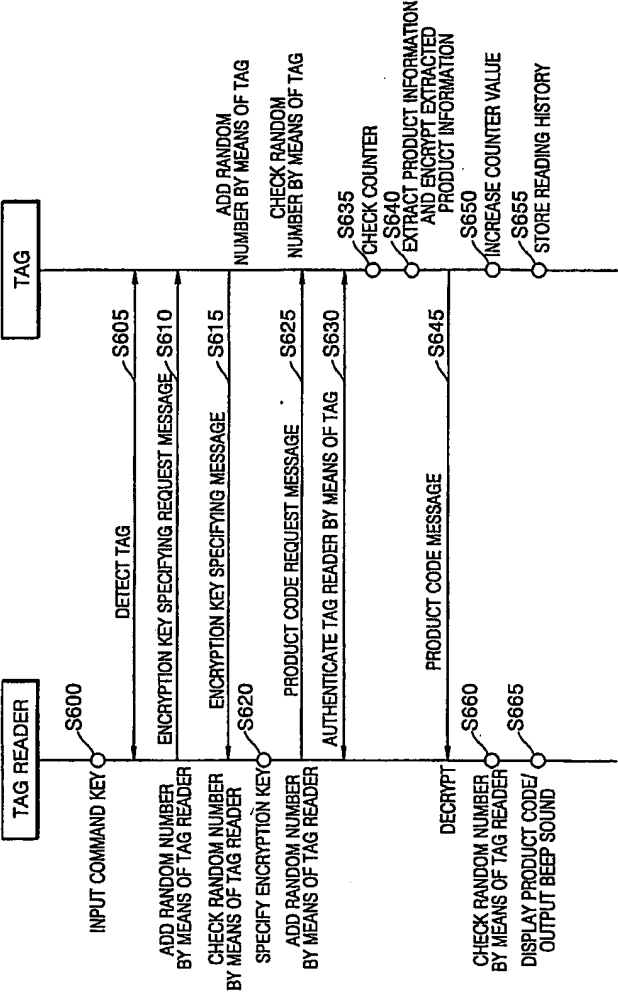 TAG READER
TAG
INPUT COMMAND KEY
S600
DETECT TAG
S605
ADD RANDOM NUMBER
BY MEANS OF TAG READER
ENCRYPTION KEY SPECIFYING REQUEST MESSAGE
S610
CHECK RANDOM NUMBER
BY MEANS OF TAG READER
ENCRYPTION KEY SPECIFYING MESSAGE
S615
ADD RANDOM
NUMBER BY MEANS OF TAG
SPECIFY ENCRYPTION KEY
S620
ADD RANDOM NUMBER
BY MEANS OF TAG READER
PRODUCT CODE REQUEST MESSAGE
S625
CHECK RANDOM
NUMBER BY MEANS OF TAG
AUTHENTICATE TAG READER BY MEANS OF TAG
S630
S635
CHECK COUNTER
S640
EXTRACT PRODUCT INFORMATION
AND ENCRYPT EXTRACTED
PRODUCT INFORMATION
DECRYPT
PRODUCT CODE MESSAGE
S645
S650
INCREASE COUNTER VALUE
S655
STORE READING HISTORY
CHECK RANDOM NUMBER
BY MEANS OF TAG READER
S660
DISPLAY PRODUCT CODE/
OUTPUT BEEP SOUND
S665